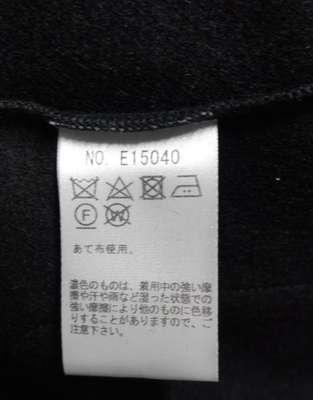 NO. E15040
F W
あて布使用。
濃色のものは、着用中の強い摩
擦や汗や雨など湿った状態での
強い摩擦により他のものに色移
りすることがありますので、ご
注意下さい。